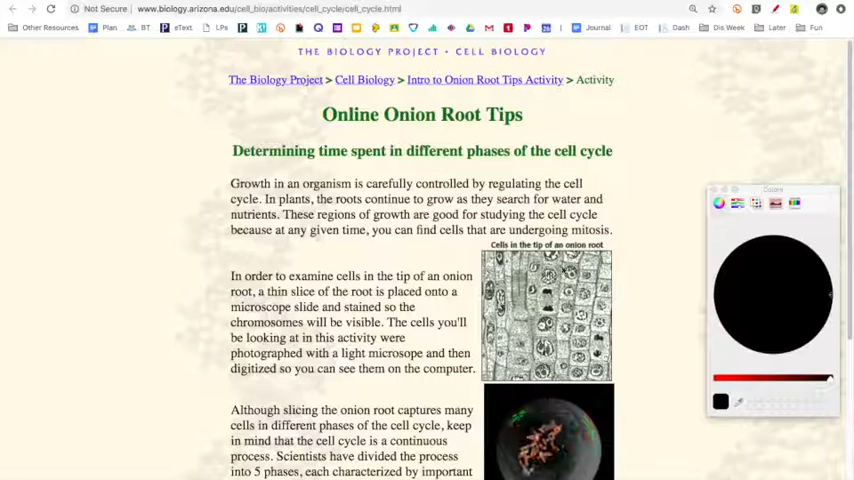 Not Secure www.biology.arizona.edu/cell_bio/activities/cell_cycle/cell_cycle.html
Other Resources Plan BT eText LPs Journal EOT Dash Dis Week Later Fun
THE BIOLOGY PROJECT • CELL BIOLOGY
The Biology Project > Cell Biology > Intro to Onion Root Tips Activity > Activity
Online Onion Root Tips
Determining time spent in different phases of the cell cycle
Growth in an organism is carefully controlled by regulating the cell
cycle. In plants, the roots continue to grow as they search for water and
nutrients. These regions of growth are good for studying the cell cycle
because at any given time, you can find cells that are undergoing mitosis.
Cells in the tip of an onion root
In order to examine cells in the tip of an onion
root, a thin slice of the root is placed onto a
microscope slide and stained so the
chromosomes will be visible. The cells you'll
be looking at in this activity were
photographed with a light microsope and then
digitized so you can see them on the computer.
Although slicing the onion root captures many
cells in different phases of the cell cycle, keep
in mind that the cell cycle is a continuous
process. Scientists have divided the process
into 5 phases, each characterized by important
Colors